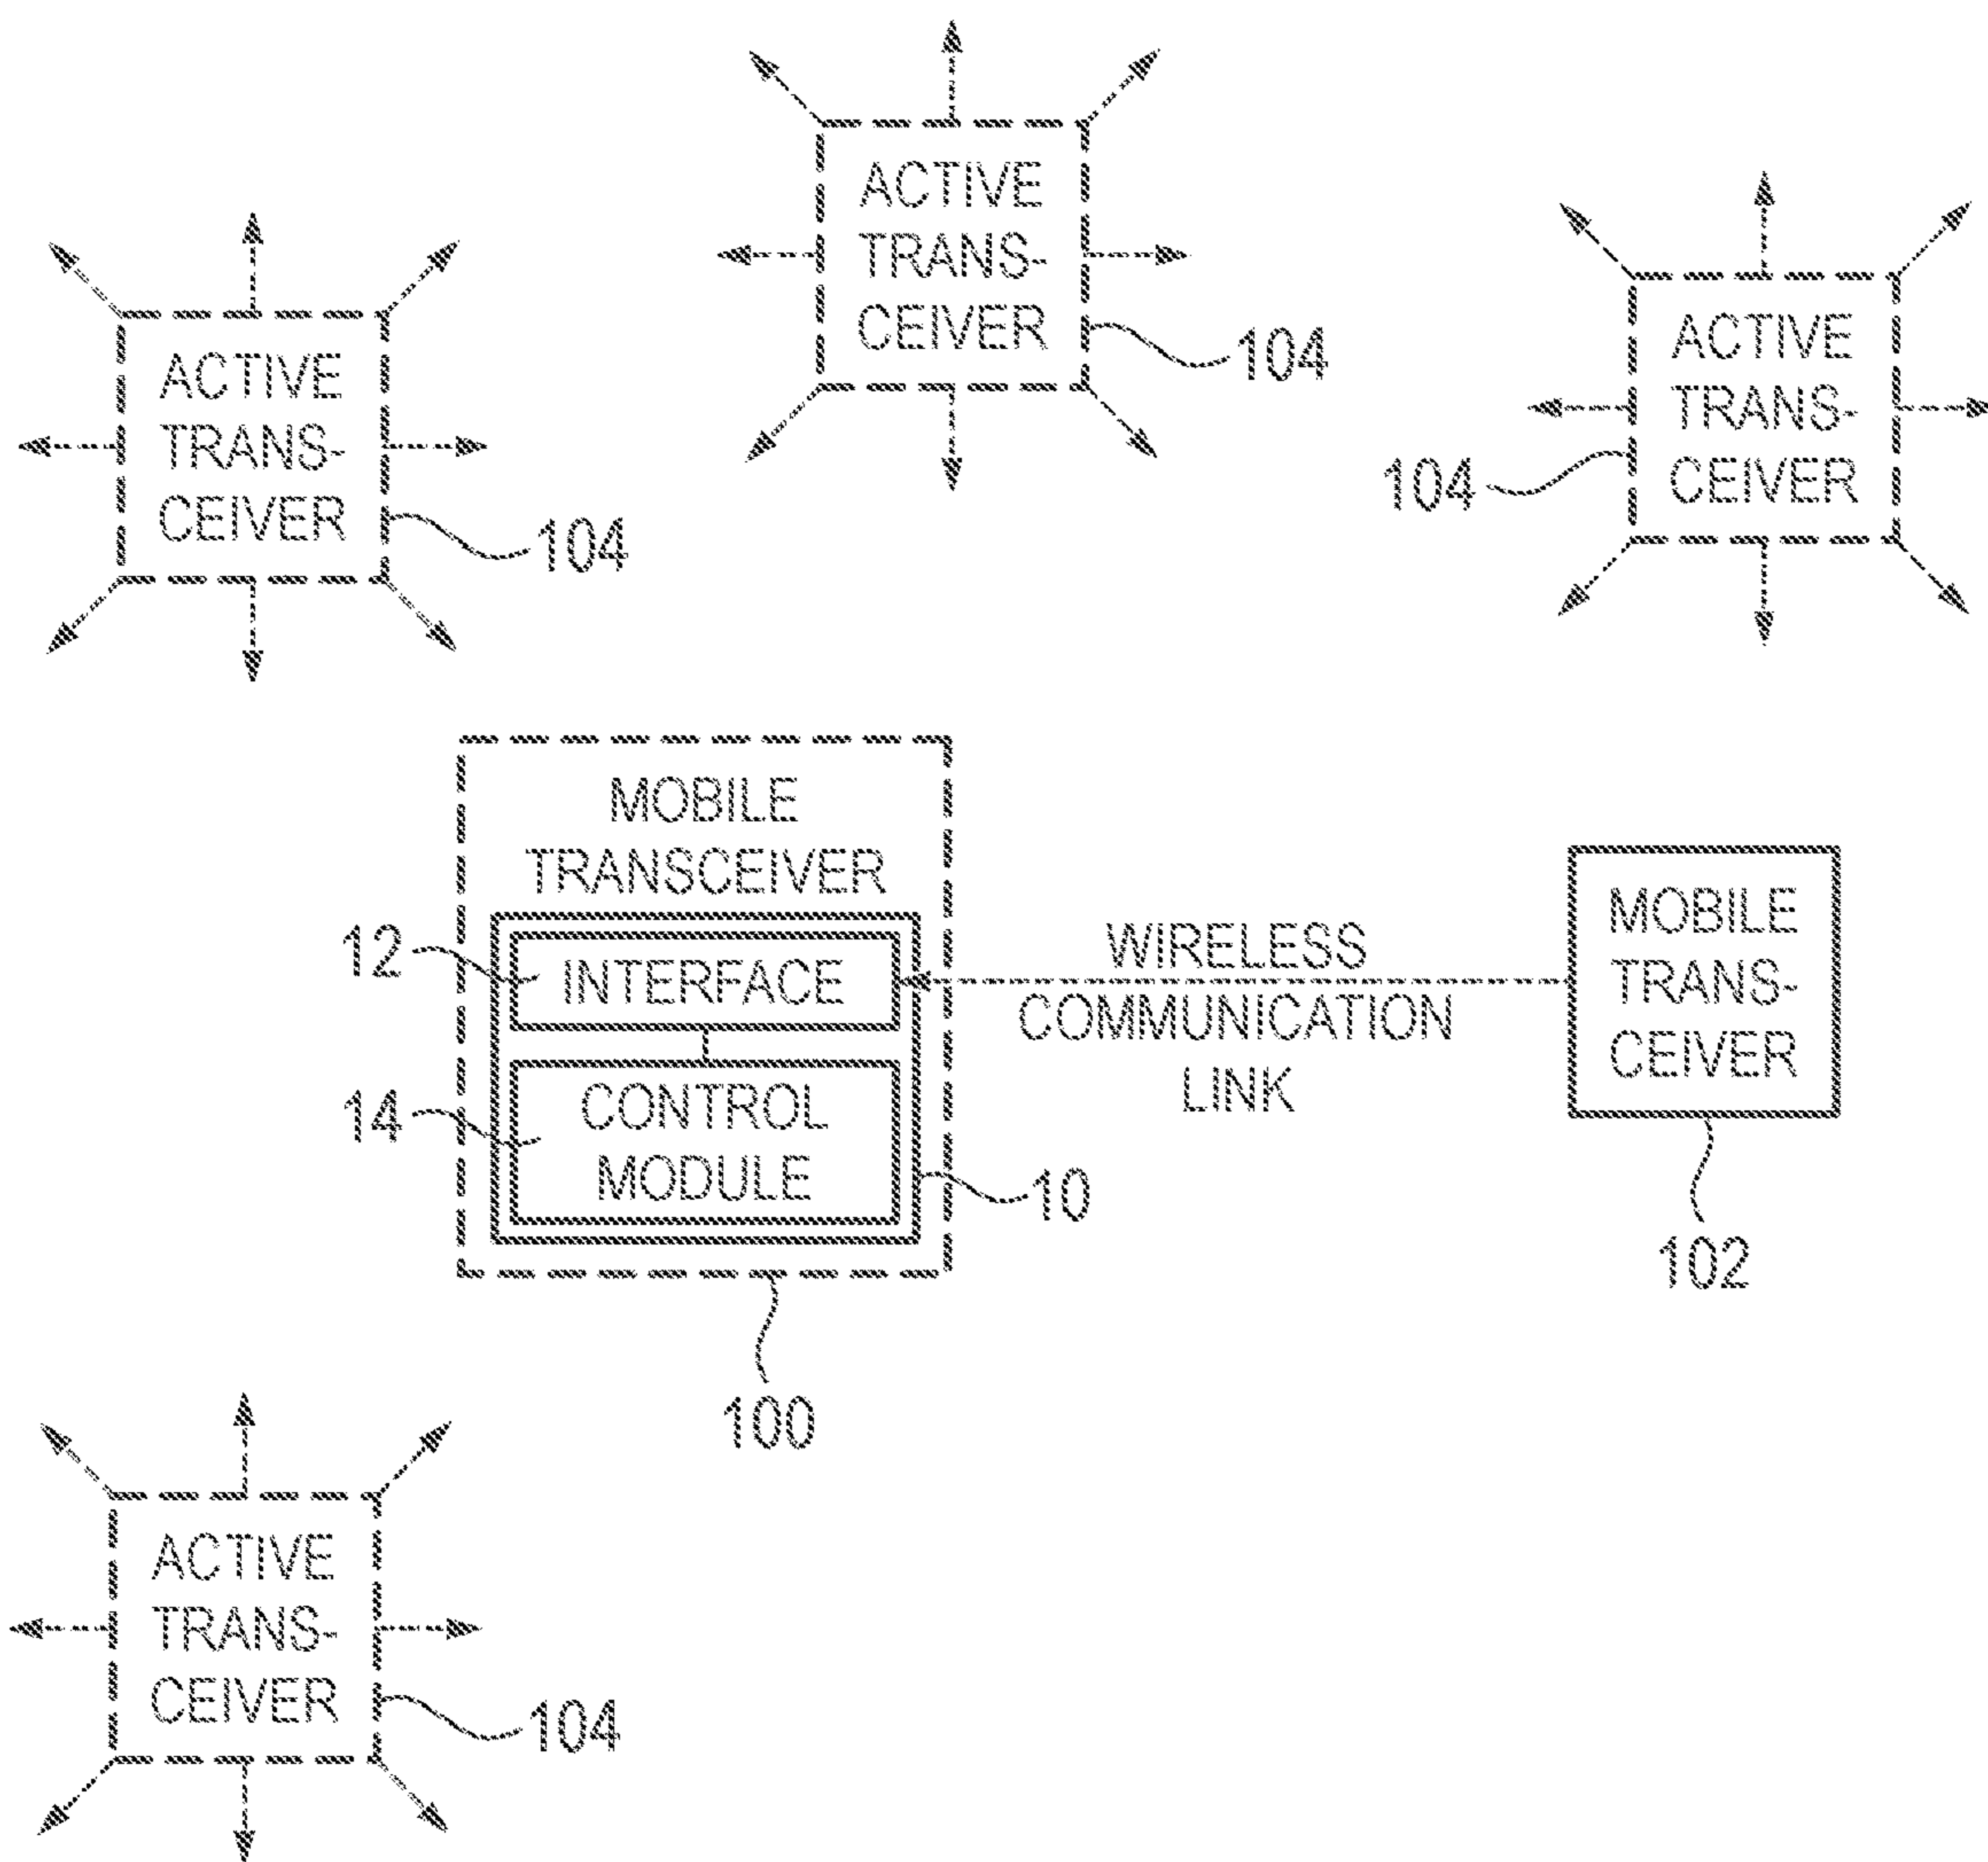 ACTIVE
TRANS-
CEIVER
104
ACTIVE
TRANS-
CEIVER
104
ACTIVE
TRANS-
CEIVER
104
MOBILE
TRANSCEIVER
12
INTERFACE
14
CONTROL
MODULE
10
100
WIRELESS
COMMUNICATION
LINK
MOBILE
TRANS-
CEIVER
102
ACTIVE
TRANS-
CEIVER
104